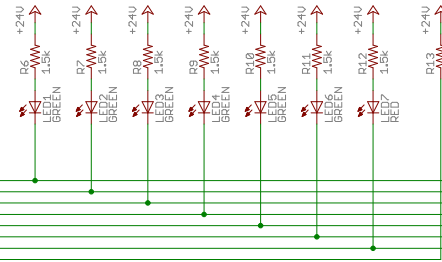 +24V
R6
1.5k
LED1
GREEN
+24V
R7
1.5k
LED2
GREEN
+24V
R8
1.5k
LED3
GREEN
+24V
R9
1.5k
LED4
GREEN
+24V
R10
1.5k
LED5
GREEN
+24V
R11
1.5k
LED6
GREEN
+24V
R12
1.5k
LED7
RED
+24V
R13